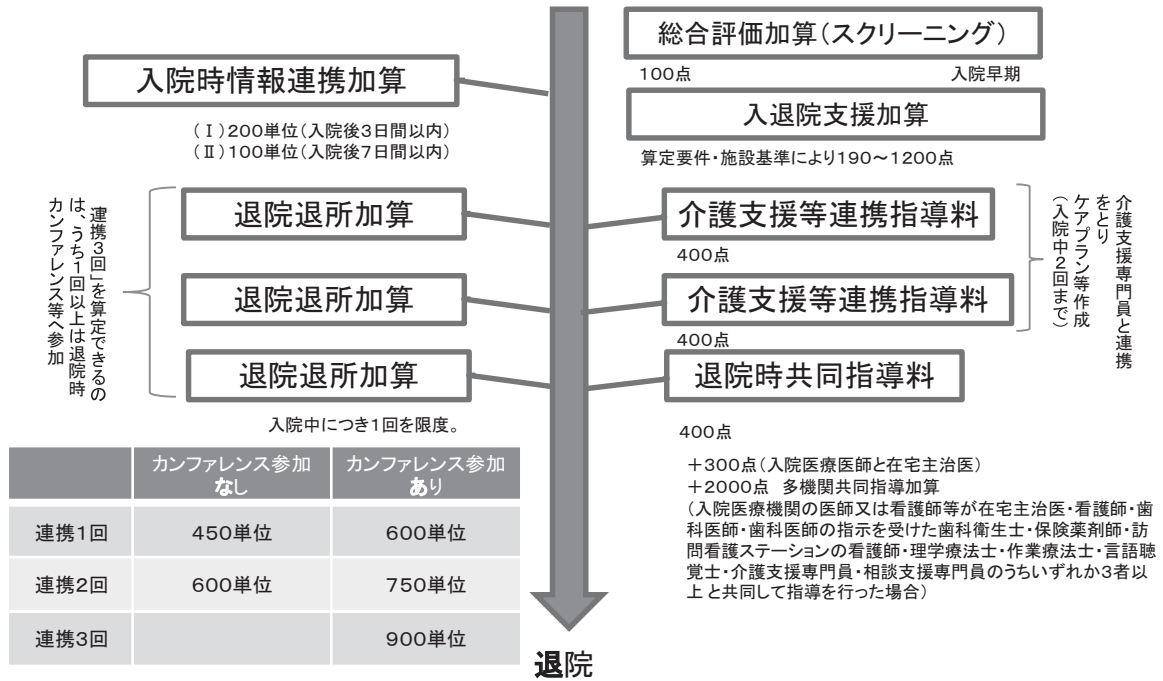 総合評価加算（スクリーニング）
100点　入院早期
入院時情報連携加算
（Ⅰ）200単位（入院後3日間以内）
（Ⅱ）100単位（入院後7日間以内）
入退院支援加算
算定要件・施設基準により190～1200点
連携3回」を算定できるの
は、うち1回以上は退院時
カンファレンス等へ参加
退院退所加算
退院退所加算
退院退所加算
入院中につき1回を限度。
介護支援等連携指導料
400点
介護支援等連携指導料
400点
退院時共同指導料
400点
介護支援専門員と連携
をとり
ケアプラン等作成
（入院中2回まで）
＋300点（入院医療医師と在宅主治医）
＋2000点　多機関共同指導加算
（入院医療機関の医師又は看護師等が在宅主治医・看護師・歯
科医師・歯科医師の指示を受けた歯科衛生士・保険薬剤師・訪
問看護ステーションの看護師・理学療法士・作業療法士・言語聴
覚士・介護支援専門員・相談支援専門員のうちいずれか3者以
上と共同して指導を行った場合）
カンファレンス参加
なし
カンファレンス参加
あり
連携1回　450単位　600単位
連携2回　600単位　750単位
連携3回　900単位
退院